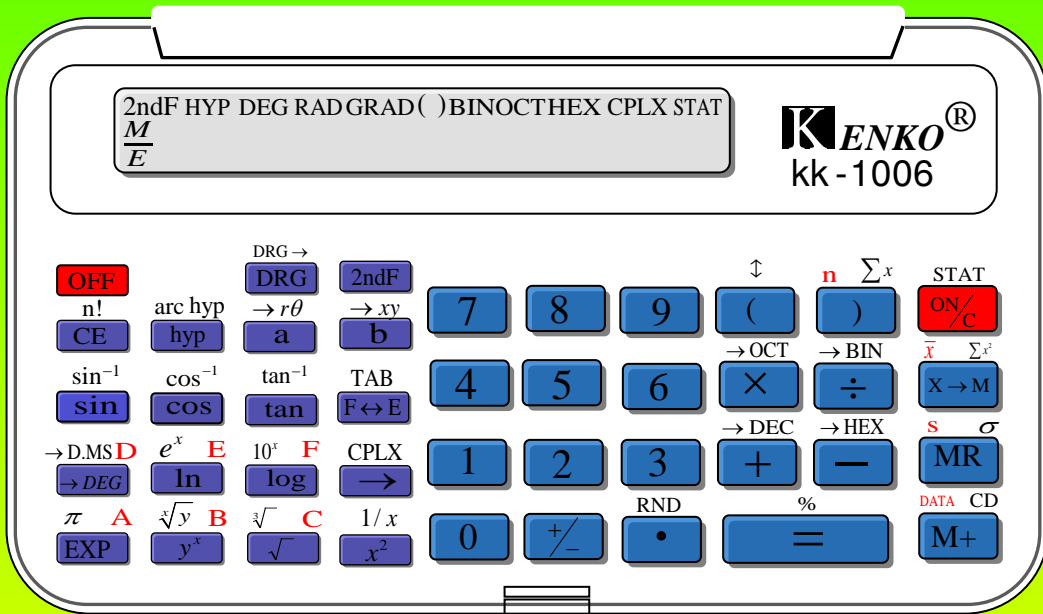 2ndF HYP DEG RAD GRAD ( ) BIN OCT HEX CPLX STAT
M
E
KENKO®
kk-1006
DRG →
OFF DRG 2ndF
↕ n ∑x STAT
7 8 9 ( ) ON/C
n! arc hyp → rθ → xy
CE hyp a b
→ OCT → BIN x̄ ∑x²
sin⁻¹ cos⁻¹ tan⁻¹ TAB
4 5 6 × ÷ X → M
sin cos tan F ↔ E
→ DEC → HEX s σ
→ D.MS D eˣ E 10ˣ F CPLX
1 2 3 + − MR
→ DEG ln log →
RND % DATA CD
π A ˣ√y B ³√ C 1/x
0 +/− • = M+
EXP yˣ √ x²